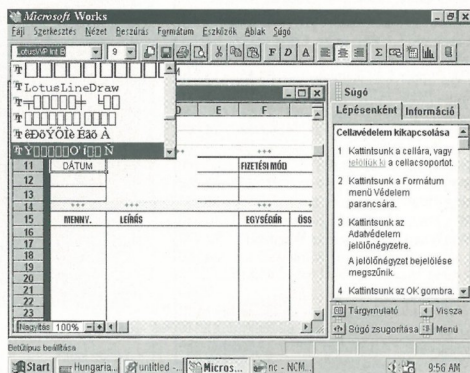 Microsoft Works
Fájl Szerkesztés Nézet Beszúrás Formátum Eszközök Ablak Súgó
LotusWP Int B 9 F D A
LotusLineDraw
D E F
11 DÁTUM FIZETÉSI MÓD
12
13
14 *** *** ***
15 MENNY. LEÍRÁS EGYSÉGÁR ÖSS
16
17
18
19
20
21
22
23
Nagyítás 100%
Súgó
Lépésenként Információ
Cellavédelem kikapcsolása
1 Kattintsunk a cellára, vagy
jelöljük ki a cellacsoportot.
2 Kattintsunk a Formátum
menü Védelem
parancsára.
3 Kattintsunk az
Adatvédelem
jelölőnégyzetre.
A jelölőnégyzet bejelölése
megszűnik.
4 Kattintsunk az OK gombra.
Tárgymutató Vissza
Súgó zsugorítása Menü
Betűtípus beállítása
Start Hungaria... untitled -... Micros... nc - NCM... 9:56 AM